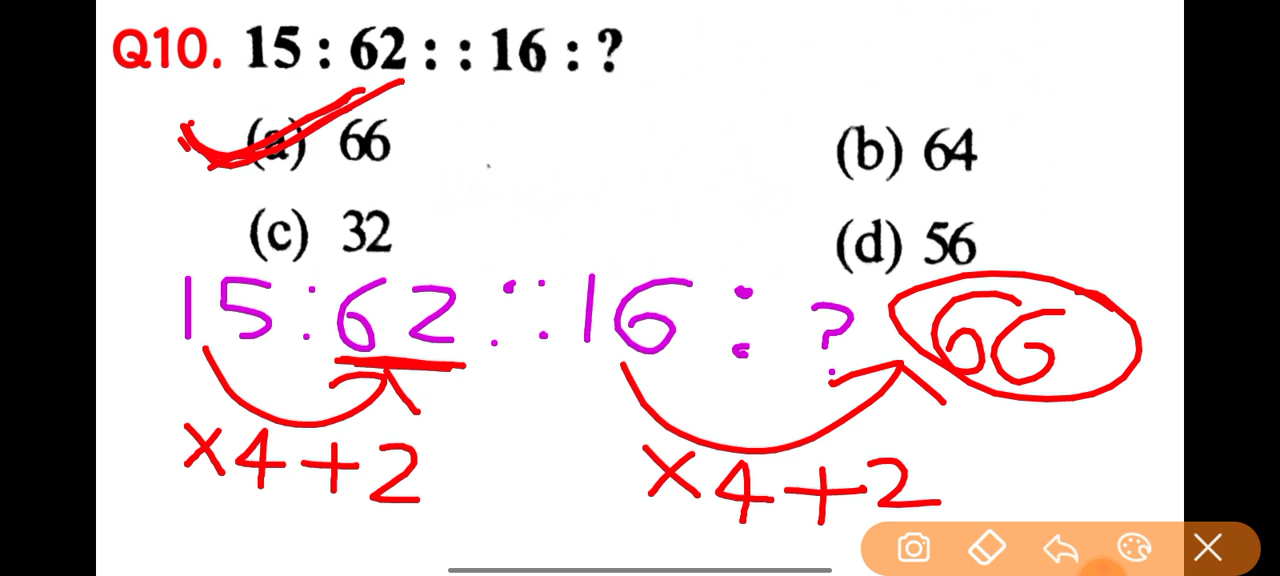 Q10. 15 : 62 : : 16 : ?
(a) 66
(b) 64
(c) 32
(d) 56
15 : 62 : : 16 : ? 66
×4+2
×4+2